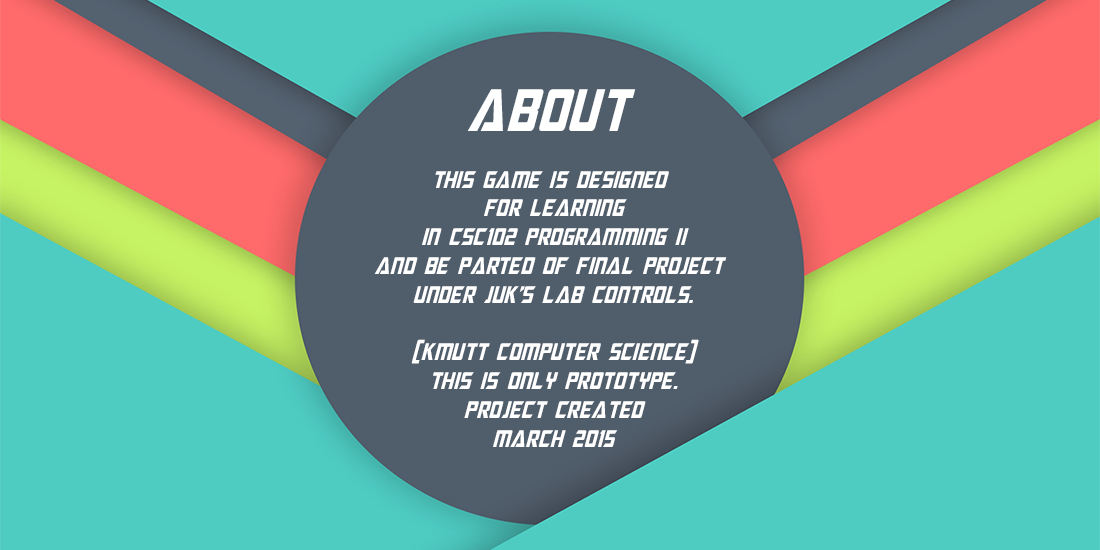 ABOUT
THIS GAME IS DESIGNED
FOR LEARNING
IN CSC102 PROGRAMMING II
AND BE PARTED OF FINAL PROJECT
UNDER JUK'S LAB CONTROLS.
[KMUTT COMPUTER SCIENCE]
THIS IS ONLY PROTOTYPE.
PROJECT CREATED
MARCH 2015